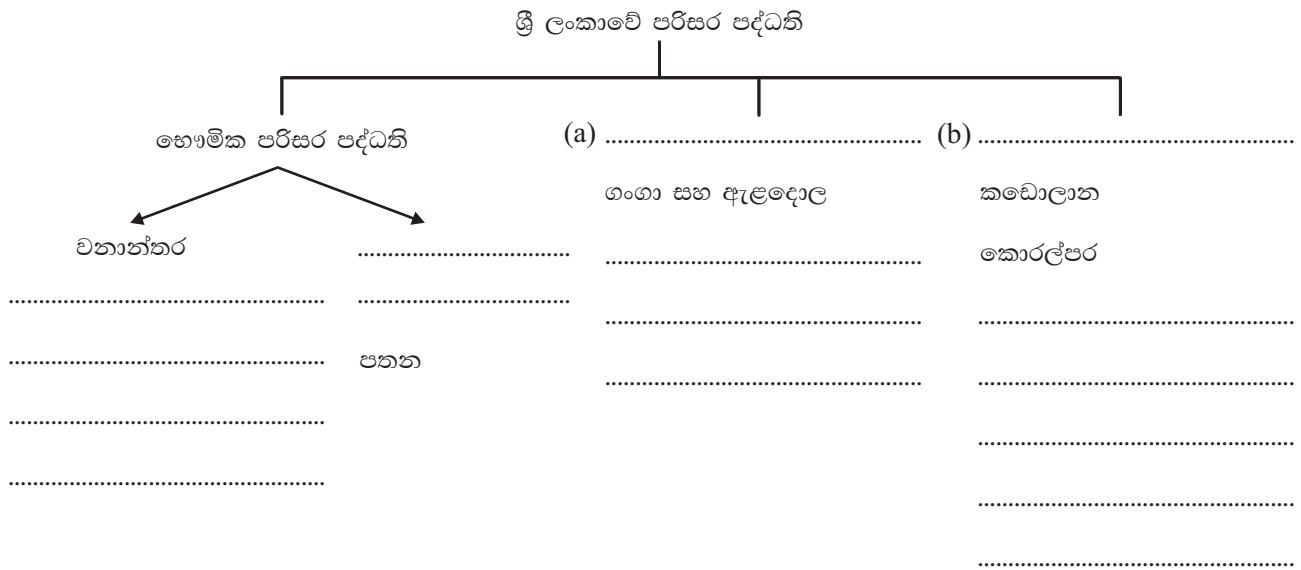 ශ්‍රී ලංකාවේ පරිසර පද්ධති
භෞමික පරිසර පද්ධති
(a) ....................................................
(b) ....................................................
වනාන්තර
....................................
ගංගා සහ ඇළදොල
කඩොලාන
....................................................
කොරල්පර
....................................................
....................................
....................................................
....................................................
....................................................
පතන
....................................................
....................................................
....................................................
....................................................
....................................................
....................................................
....................................................